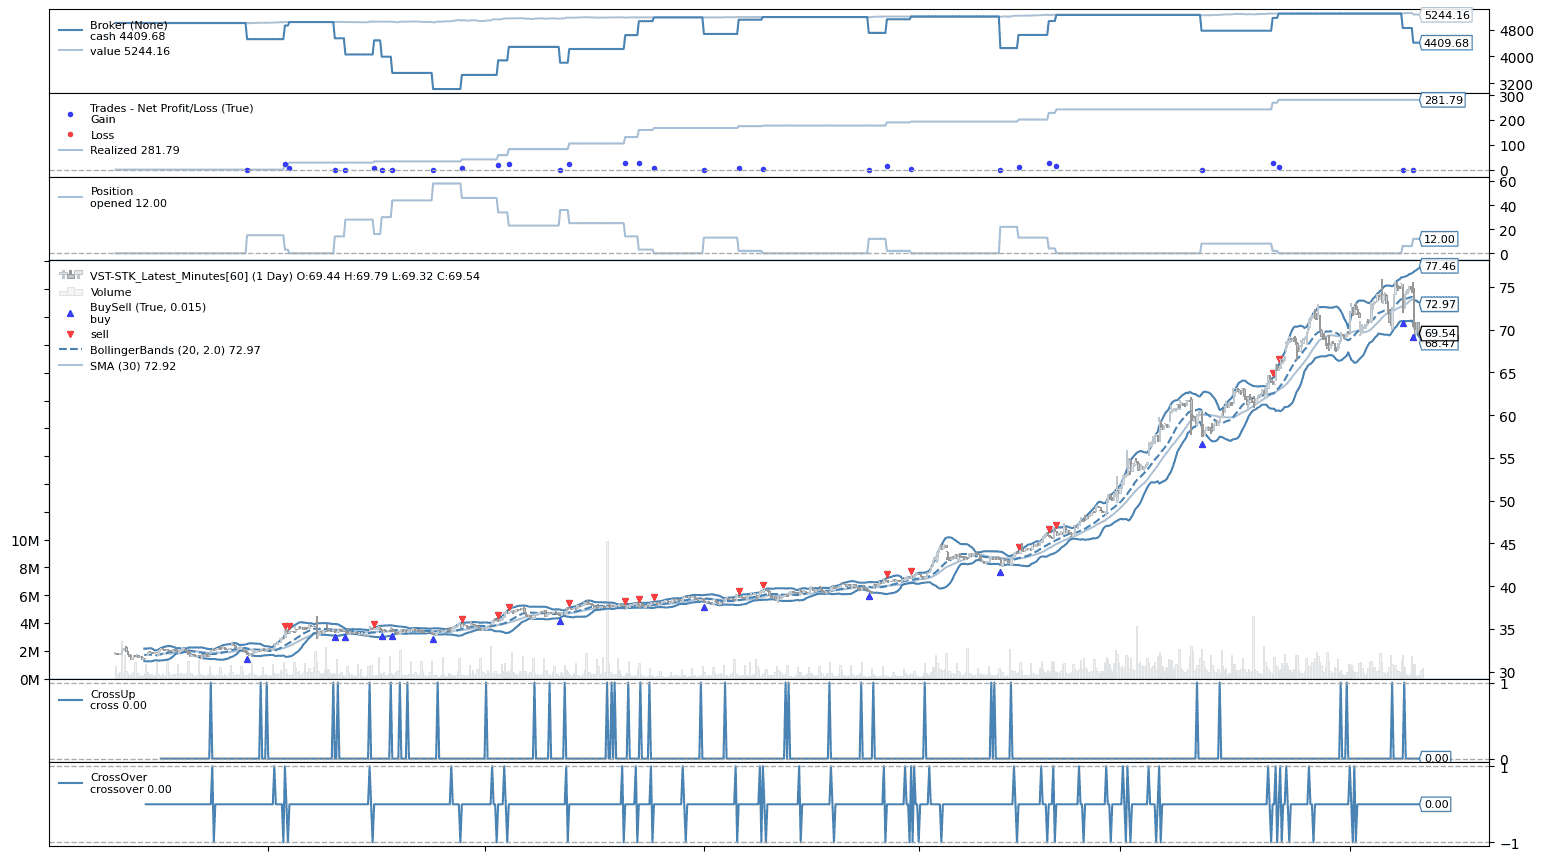 Broker (None)
cash 4409.68
value 5244.16
5244.16
4800
4409.68
4000
3200
Trades - Net Profit/Loss (True)
Gain
Loss
Realized 281.79
300
281.79
200
100
0
Position
opened 12.00
60
40
20
12.00
0
VST-STK_Latest_Minutes[60] (1 Day) O:69.44 H:69.79 L:69.32 C:69.54
Volume
BuySell (True, 0.015)
buy
sell
BollingerBands (20, 2.0) 72.97
SMA (30) 72.92
77.46
75
72.97
70
69.54
68.47
65
60
55
50
45
40
35
30
10M
8M
6M
4M
2M
0M
CrossUp
cross 0.00
1
0.00
0
CrossOver
crossover 0.00
1
0.00
−1